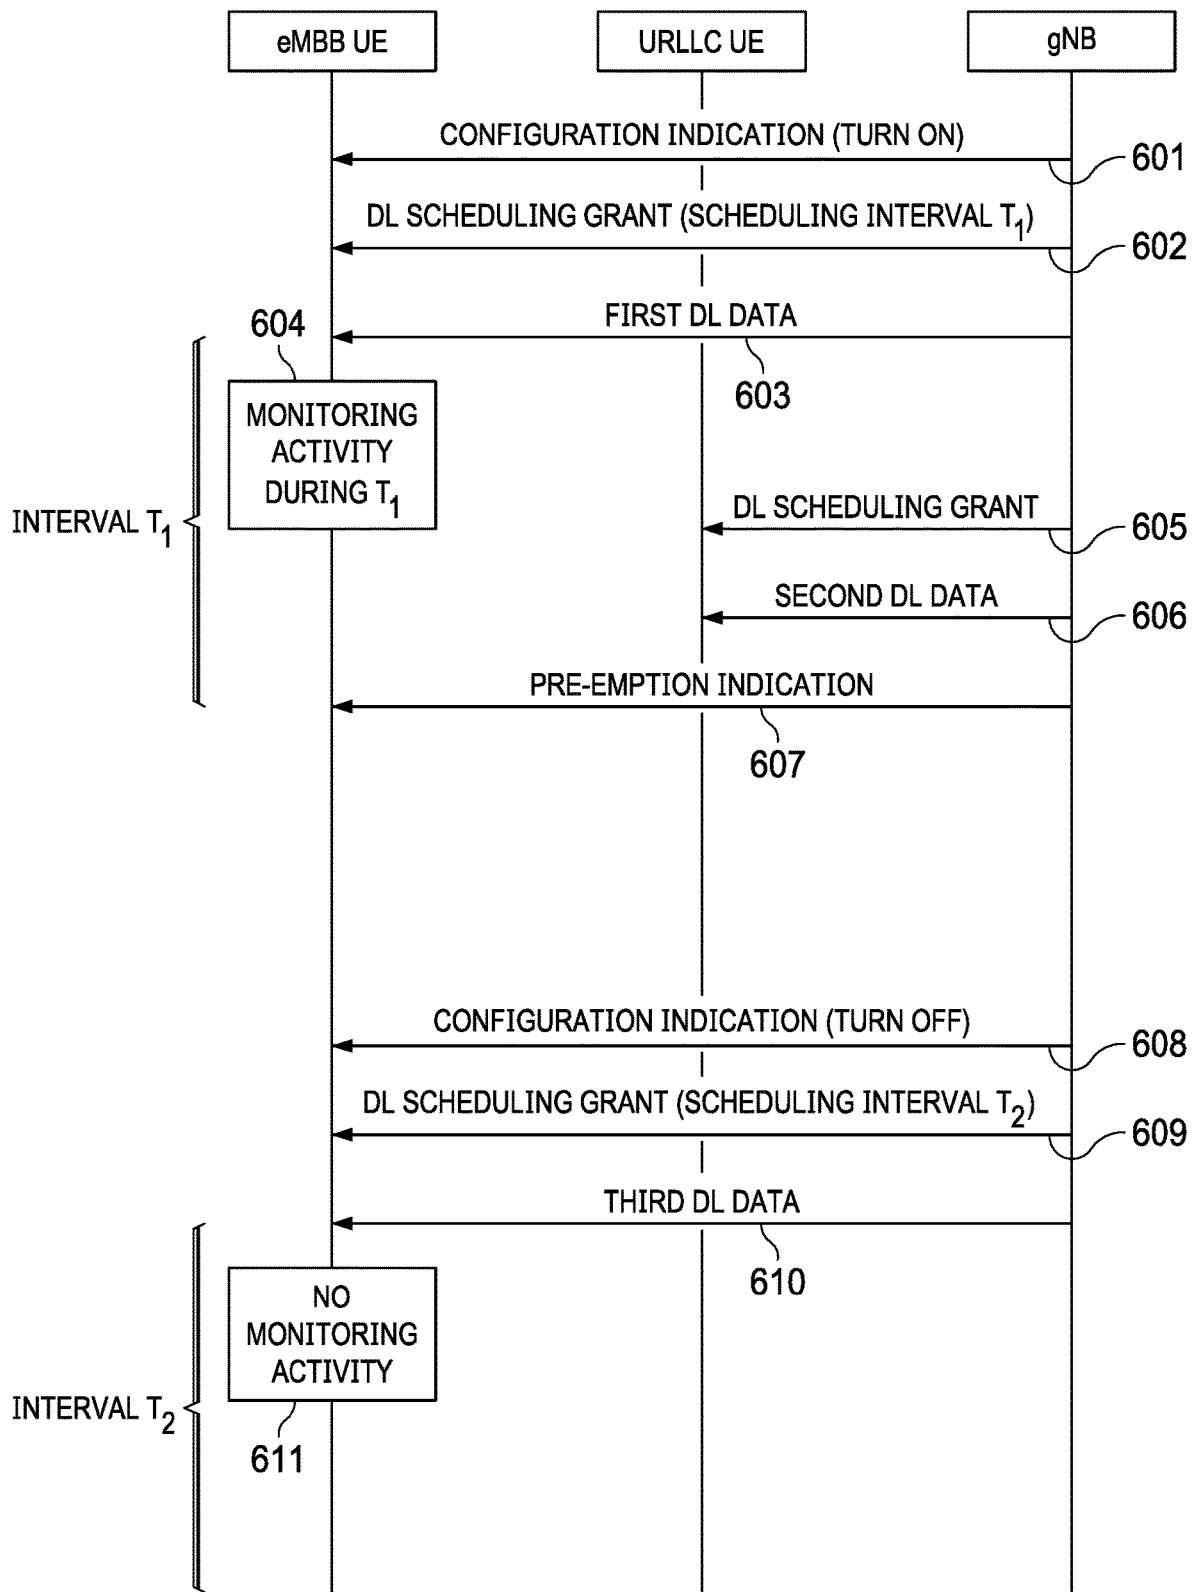 eMBB UE
URLLC UE
gNB
CONFIGURATION INDICATION (TURN ON)
601
DL SCHEDULING GRANT (SCHEDULING INTERVAL T1)
602
FIRST DL DATA
603
604
MONITORING
ACTIVITY
DURING T1
INTERVAL T1
DL SCHEDULING GRANT
605
SECOND DL DATA
606
PRE-EMPTION INDICATION
607
CONFIGURATION INDICATION (TURN OFF)
608
DL SCHEDULING GRANT (SCHEDULING INTERVAL T2)
609
THIRD DL DATA
610
NO
MONITORING
ACTIVITY
INTERVAL T2
611